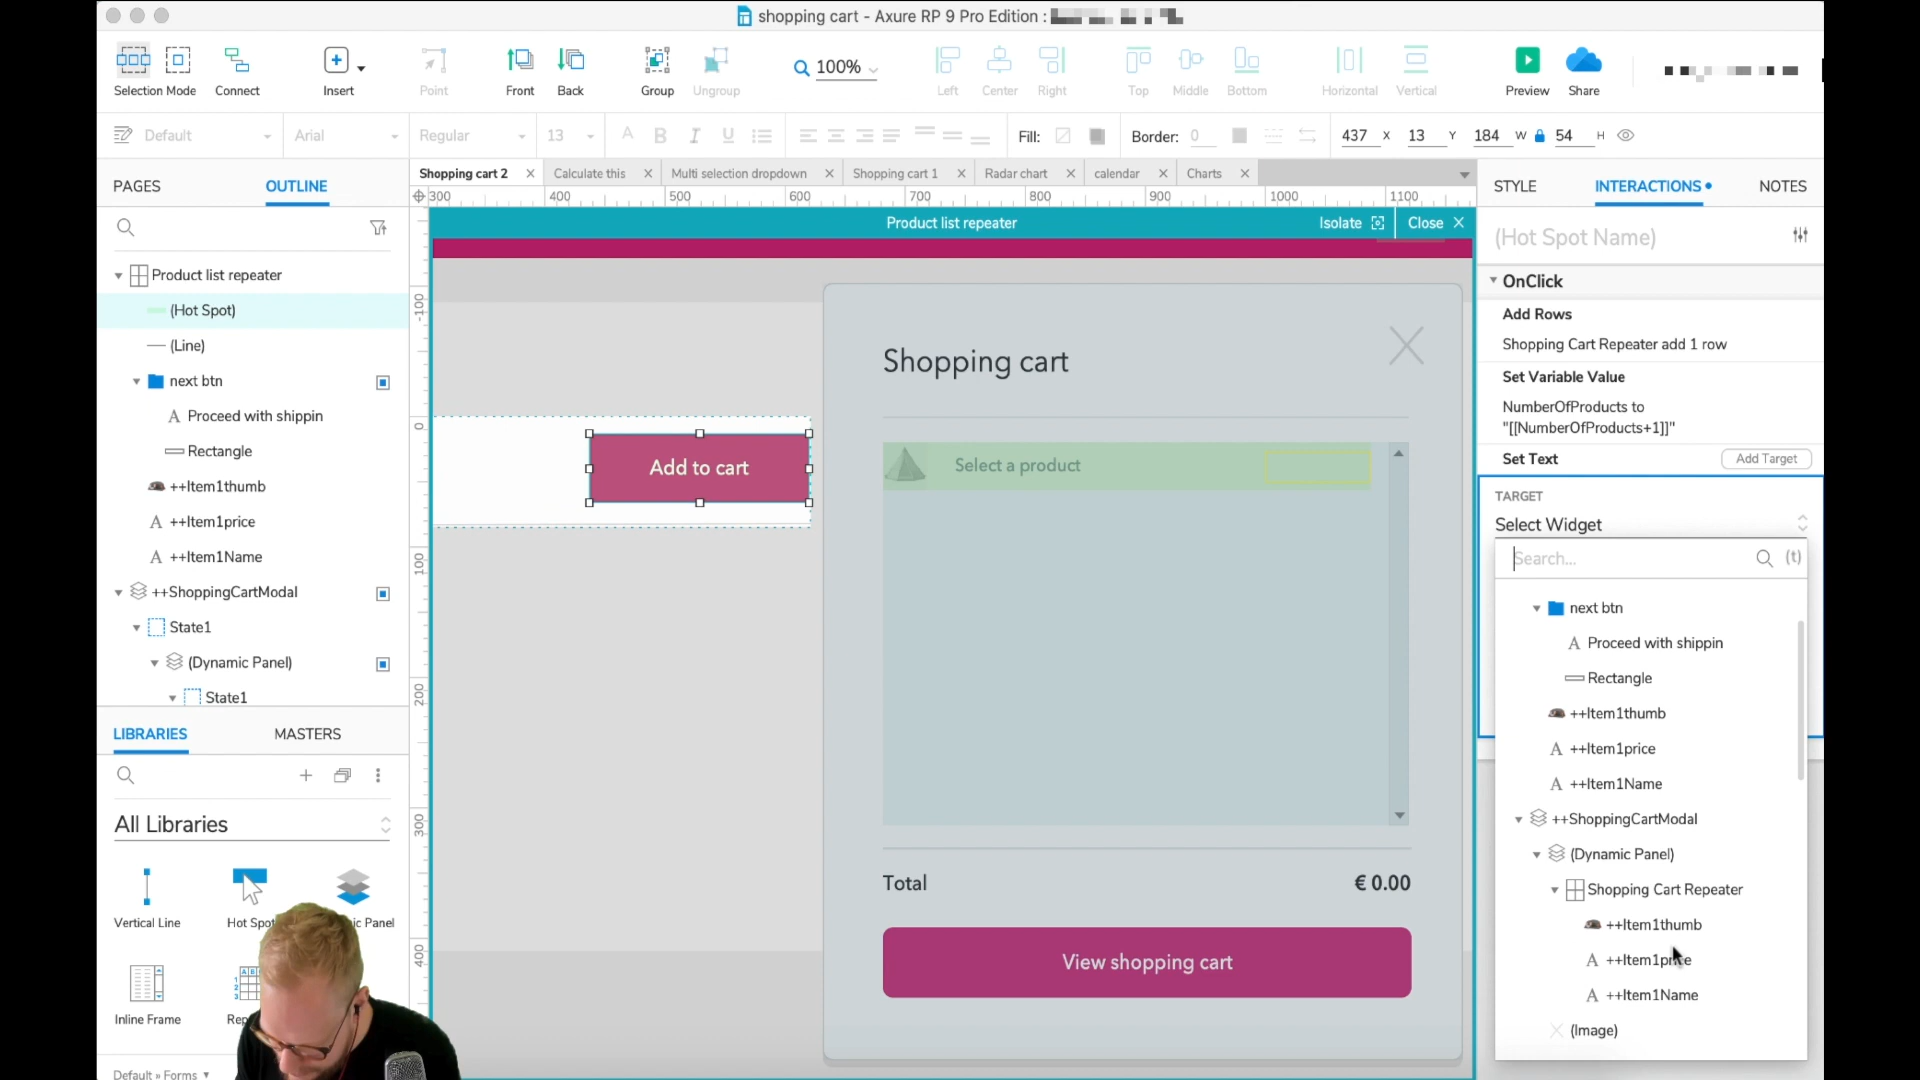 shopping cart - Axure RP 9 Pro Edition :
Selection Mode
Connect
Insert
Point
Front
Back
Group
Ungroup
100%
Left
Center
Right
Top
Middle
Bottom
Horizontal
Vertical
Preview
Share
Default
Arial
Regular
13
Fill:
Border: 0
437 X
13 Y
184 W
54 H
PAGES
OUTLINE
Shopping cart 2
Calculate this
Multi selection dropdown
Shopping cart 1
Radar chart
calendar
Charts
STYLE
INTERACTIONS
NOTES
300 400 500 600 700 800 900 1000 1100
Product list repeater
Isolate
Close
(Hot Spot Name)
Product list repeater
(Hot Spot)
(Line)
next btn
Proceed with shippin
Rectangle
++Item1thumb
++Item1price
++Item1Name
++ShoppingCartModal
State1
(Dynamic Panel)
State1
-100
0
100
200
300
400
Shopping cart
Add to cart
Select a product
Total
€ 0.00
View shopping cart
OnClick
Add Rows
Shopping Cart Repeater add 1 row
Set Variable Value
NumberOfProducts to
"[[NumberOfProducts+1]]"
Set Text
Add Target
TARGET
Select Widget
Search...
(t)
next btn
Proceed with shippin
Rectangle
++Item1thumb
++Item1price
++Item1Name
++ShoppingCartModal
(Dynamic Panel)
Shopping Cart Repeater
++Item1thumb
++Item1price
++Item1Name
(Image)
LIBRARIES
MASTERS
All Libraries
Vertical Line
Hot Spot
ic Panel
Inline Frame
Rep
Default » Forms